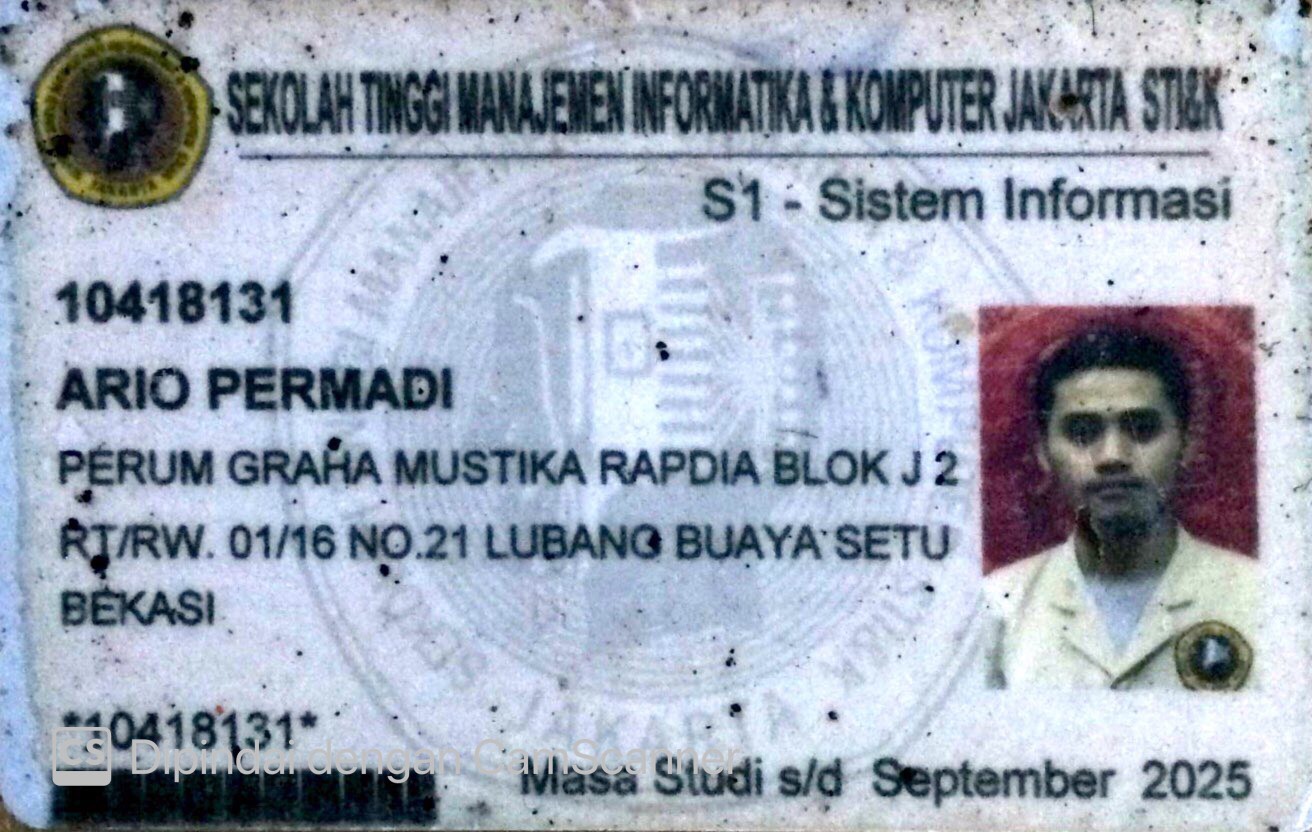 SEKOLAH TINGGI MANAJEMEN INFORMATIKA & KOMPUTER JAKARTA STI&K
S1 - Sistem Informasi
10418131
ARIO PERMADI
PERUM GRAHA MUSTIKA RAPDIA BLOK J 2
RT/RW. 01/16 NO.21 LUBANG BUAYA SETU
BEKASI
*10418131*
CS Dipindai dengan CamScanner
Masa Studi s/d September 2025
JAKARTA